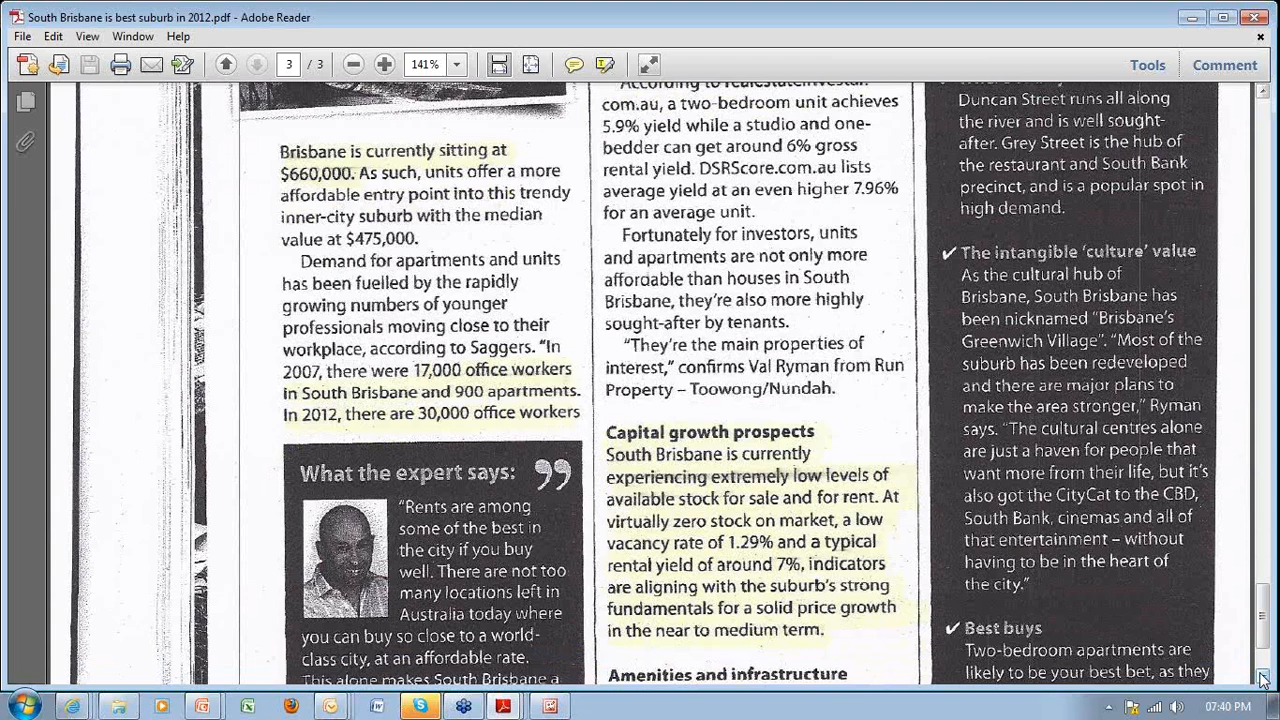 South Brisbane is best suburb in 2012.pdf - Adobe Reader
File Edit View Window Help
3 / 3 141% Tools Comment
Brisbane is currently sitting at
$660,000. As such, units offer a more
affordable entry point into this trendy
inner-city suburb with the median
value at $475,000.
Demand for apartments and units
has been fuelled by the rapidly
growing numbers of younger
professionals moving close to their
workplace, according to Saggers. “In
2007, there were 17,000 office workers
in South Brisbane and 900 apartments.
In 2012, there are 30,000 office workers
What the expert says:
“Rents are among
some of the best in
the city if you buy
well. There are not too
many locations left in
Australia today where
you can buy so close to a world-
class city, at an affordable rate.
This alone makes South Brisbane a
According to realestateinvestar.
com.au, a two-bedroom unit achieves
5.9% yield while a studio and one-
bedder can get around 6% gross
rental yield. DSRScore.com.au lists
average yield at an even higher 7.96%
for an average unit.
Fortunately for investors, units
and apartments are not only more
affordable than houses in South
Brisbane, they’re also more highly
sought-after by tenants.
“They’re the main properties of
interest,” confirms Val Ryman from Run
Property – Toowong/Nundah.
Capital growth prospects
South Brisbane is currently
experiencing extremely low levels of
available stock for sale and for rent. At
virtually zero stock on market, a low
vacancy rate of 1.29% and a typical
rental yield of around 7%, indicators
are aligning with the suburb’s strong
fundamentals for a solid price growth
in the near to medium term.
Amenities and infrastructure
Duncan Street runs all along
the river and is well sought-
after. Grey Street is the hub of
the restaurant and South Bank
precinct, and is a popular spot in
high demand.
✓ The intangible ‘culture’ value
As the cultural hub of
Brisbane, South Brisbane has
been nicknamed “Brisbane’s
Greenwich Village”. “Most of the
suburb has been redeveloped
and there are major plans to
make the area stronger,” Ryman
says. “The cultural centres alone
are just a haven for people that
want more from their life, but it’s
also got the CityCat to the CBD,
South Bank, cinemas and all of
that entertainment – without
having to be in the heart of
the city.”
✓ Best buys
Two-bedroom apartments are
likely to be your best bet, as they
07:40 PM